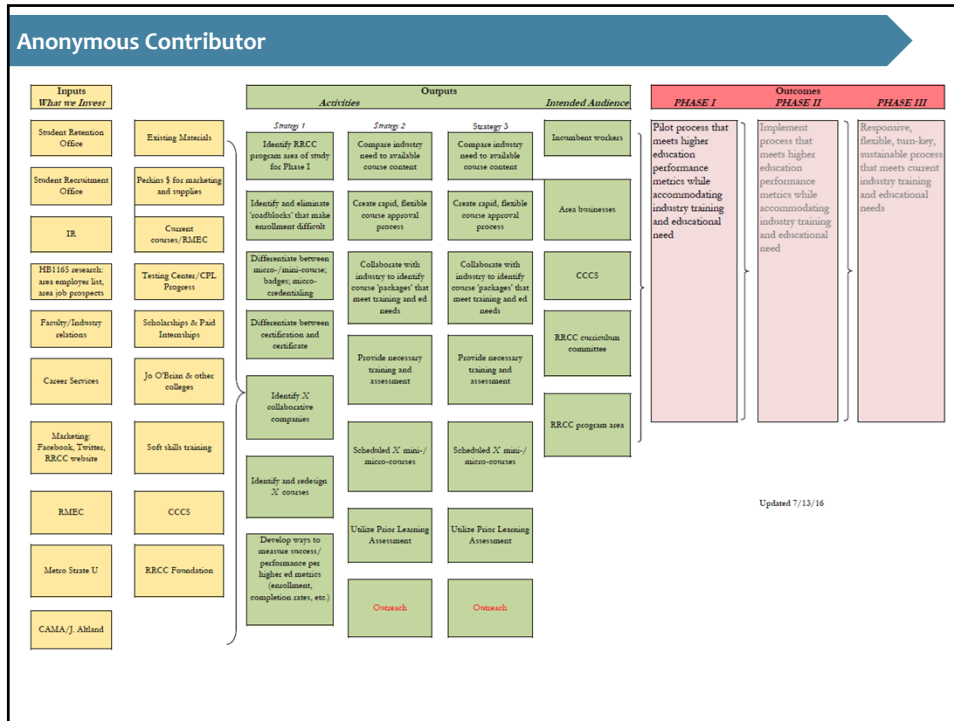 Anonymous Contributor
Inputs
What we Invest
Student Retention
Office
Student Recruitment
Office
IR
HB1165 research:
area employer list,
area job prospects
Faculty/Industry
relations
Career Services
Marketing:
Facebook, Twitter,
RRCC website
RMEC
Metro Strate U
CAMA/J. Altland
Existing Materials
Perkins $ for marketing
and supplies
Current
courses/RMEC
Testing Center/CPL
Progress
Scholarships & Paid
Internships
Jo O'Brian & other
colleges
Soft skills training
CCCS
RRCC Foundation
Outputs
Activities
Intended Audience
Strategy 1
Identify RRCC
program area of study
for Phase I
Identify and eliminate
'roadblocks' that make
enrollment difficult
Differentiate between
micro-/mini-course;
badges; micro-
credentialing
Differentiate between
certification and
certificate
Identify X
collaborative
companies
Identify and redesign
X courses
Develop ways to
measure success/
performance per
higher ed metrics
(enrollment,
completion rates, etc.)
Strategy 2
Compare industry
need to available
course content
Create rapid, flexible
course approval
process
Collaborate with
industry to identify
course 'packages' that
meet training and ed
needs
Provide necessary
training and
assessment
Scheduled X mini-/
micro-courses
Utilize Prior Learning
Assessment
Outreach
Strategy 3
Compare industry
need to available
course content
Create rapid, flexible
course approval
process
Collaborate with
industry to identify
course 'packages' that
meet training and ed
needs
Provide necessary
training and
assessment
Scheduled X mini-/
micro-courses
Utilize Prior Learning
Assessment
Outreach
Incumbent workers
Area businesses
CCCS
RRCC curriculum
committee
RRCC program area
Outcomes
PHASE I
Pilot process that
meets higher
education
performance
metrics while
accommodating
industry training
and educational
need
PHASE II
Implement
process that
meets higher
education
performance
metrics while
accommodating
industry training
and educational
need
PHASE III
Responsive,
flexible, turn-key,
sustainable process
that meets current
industry training
and educational
needs
Updated 7/13/16